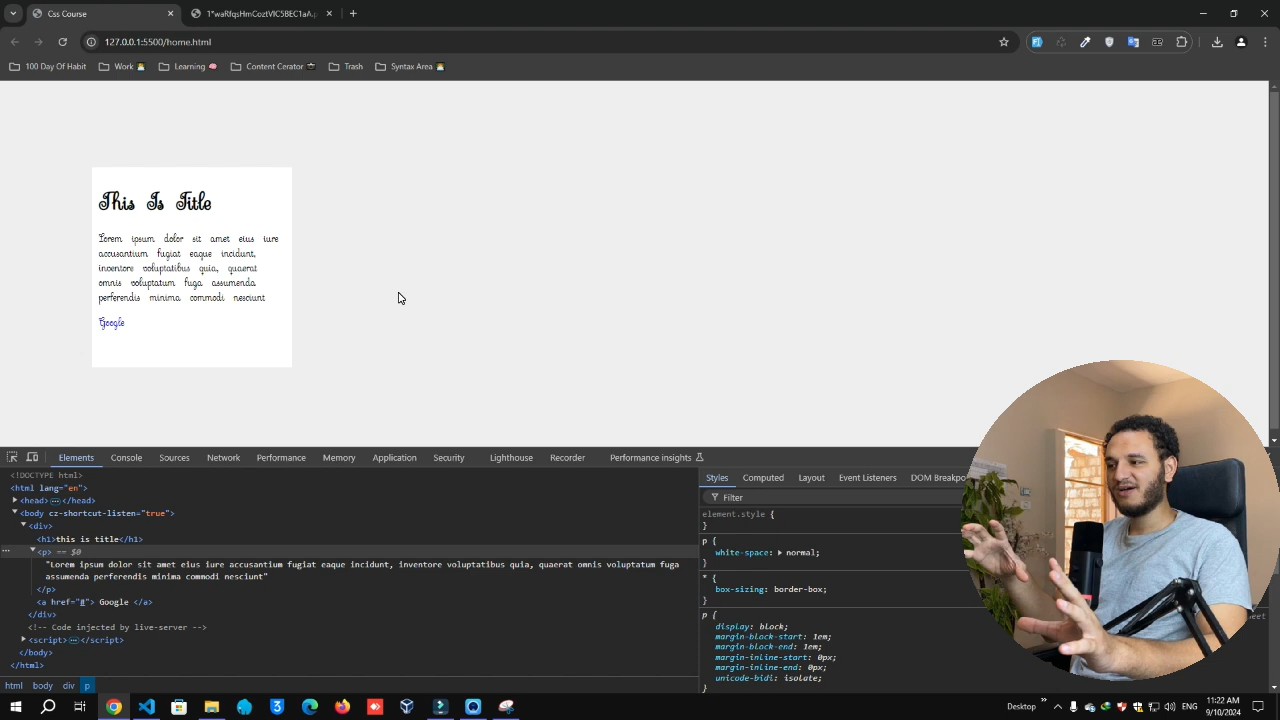 Css Course
1*waRfqsHmCoztVIC5BEC1aA.p
127.0.0.1:5500/home.html
100 Day Of Habit
Work
Learning
Content Cerator
Trash
Syntax Area
This Is Title
Lorem ipsum dolor sit amet eius iure
accusantium fugiat eaque incidunt,
inventore voluptatibus quia, quaerat
omnis voluptatum fuga assumenda
perferendis minima commodi nesciunt
Google
Elements Console Sources Network Performance Memory Application Security Lighthouse Recorder Performance insights
<!DOCTYPE html>
<html lang="en">
<head> </head>
<body cz-shortcut-listen="true">
<div>
<h1>this is title</h1>
<p> == $0
"Lorem ipsum dolor sit amet eius iure accusantium fugiat eaque incidunt, inventore voluptatibus quia, quaerat omnis voluptatum fuga
assumenda perferendis minima commodi nesciunt"
</p>
<a href="#"> Google </a>
</div>
<!-- Code injected by live-server -->
<script> </script>
</body>
</html>
html body div p
Styles Computed Layout Event Listeners DOM Breakpo
Filter
element.style {
}
p {
white-space: normal;
}
* {
box-sizing: border-box;
}
p {
display: block;
margin-block-start: 1em;
margin-block-end: 1em;
margin-inline-start: 0px;
margin-inline-end: 0px;
unicode-bidi: isolate;
}
Desktop
11:22 AM
9/10/2024